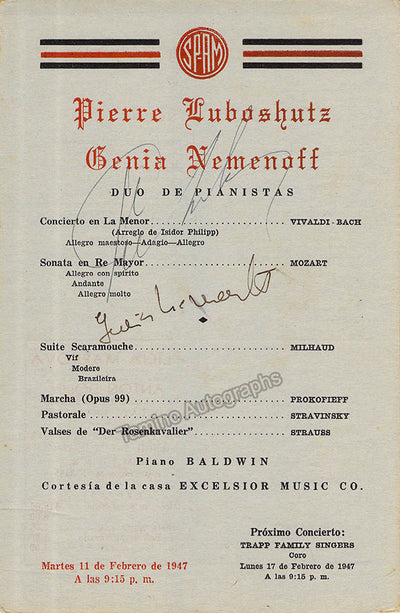 SPAM
Pierre Luboshutz
Genia Nemenoff
DUO DE PIANISTAS
Concierto en La Menor VIVALDI-BACH
(Arreglo de Isidor Philipp)
Allegro maestoso—Adagio—Allegro
Sonata en Re Mayor MOZART
Allegro con spirito
Andante
Allegro molto
Genia Nemenoff
Suite Scaramouche MILHAUD
Vif
Modere
Brazileira
Marcha (Opus 99) PROKOFIEFF
Tamino Autographs
Pastorale STRAVINSKY
Valses de "Der Rosenkavalier" STRAUSS
Piano BALDWIN
Cortesía de la casa EXCELSIOR MUSIC CO.
Martes 11 de Febrero de 1947
A las 9:15 p. m.
Próximo Concierto:
TRAPP FAMILY SINGERS
Coro
Lunes 17 de Febrero de 1947
A las 9:15 p. m.